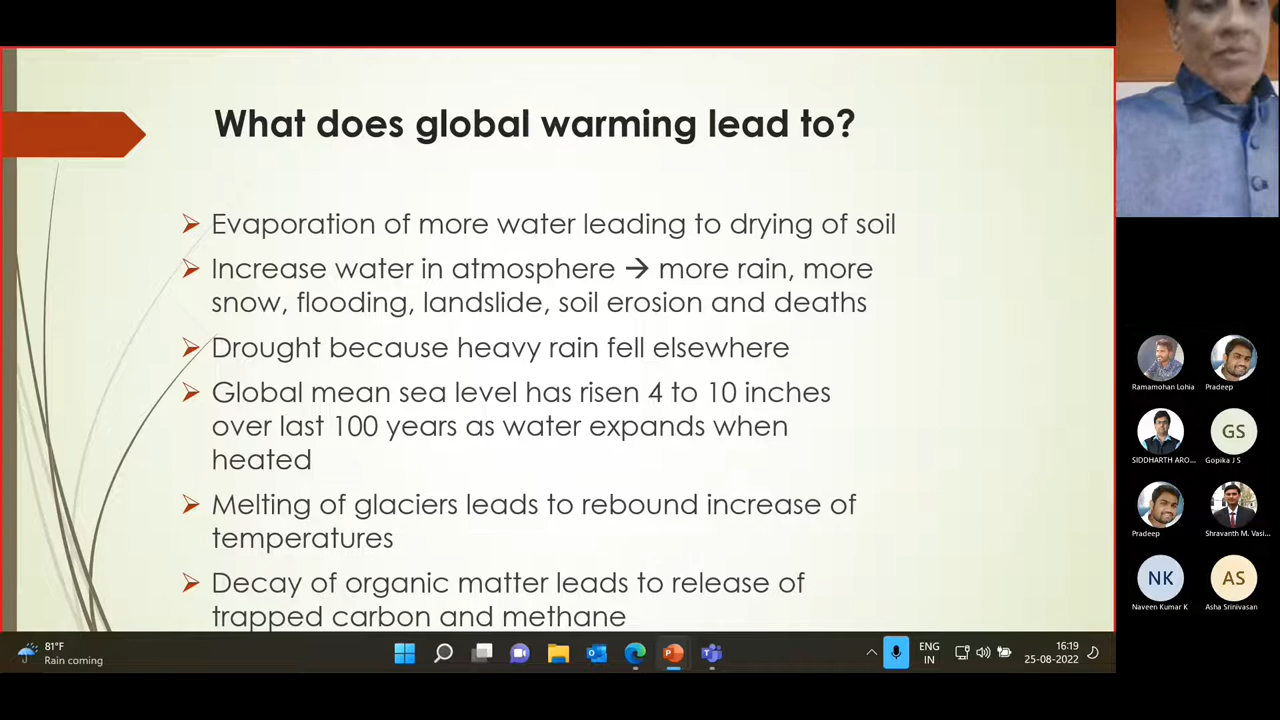 What does global warming lead to?
Evaporation of more water leading to drying of soil
Increase water in atmosphere → more rain, more
snow, flooding, landslide, soil erosion and deaths
Drought because heavy rain fell elsewhere
Global mean sea level has risen 4 to 10 inches
over last 100 years as water expands when
heated
Melting of glaciers leads to rebound increase of
temperatures
Decay of organic matter leads to release of
trapped carbon and methane
81°F
Rain coming
ENG
IN
16:19
25-08-2022
Ramamohan Lohia
Pradeep
SIDDHARTH ARO...
GS
Gopika J S
Pradeep
Shravanth M. Vasi...
NK
Naveen Kumar K
AS
Asha Srinivasan